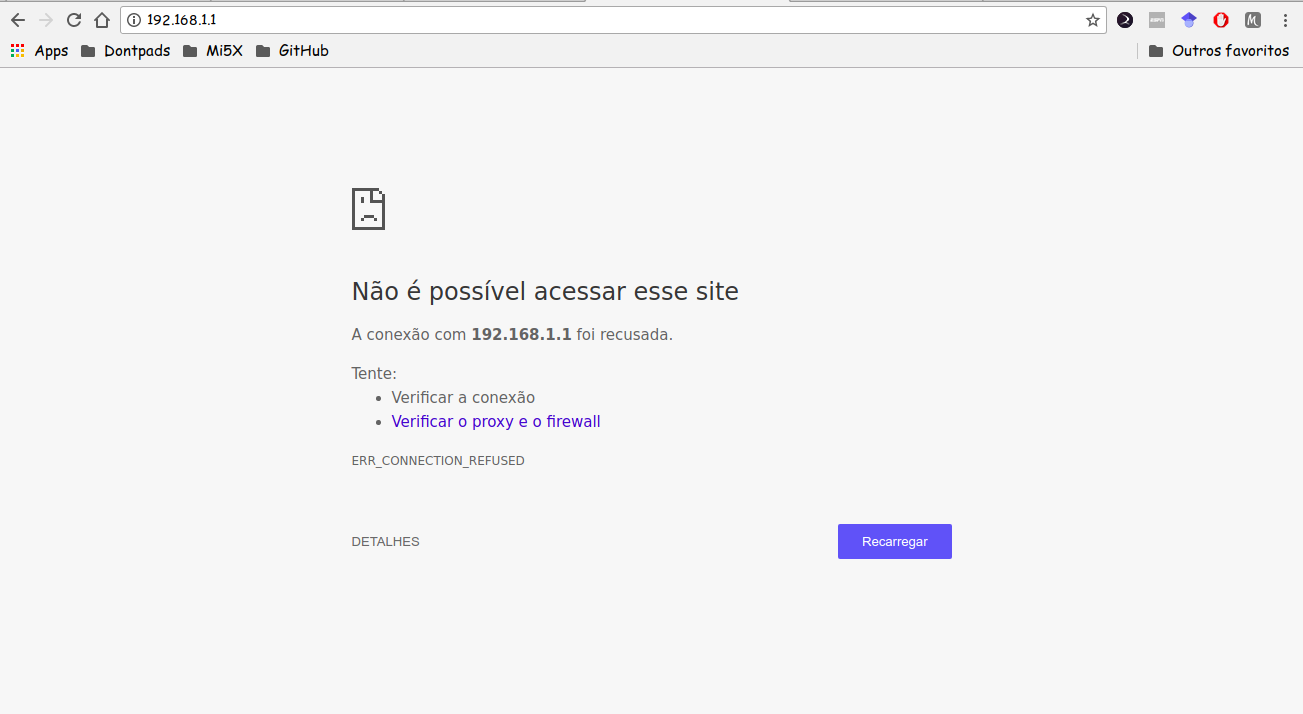 192.168.1.1
Apps Dontpads Mi5X GitHub Outros favoritos
Não é possível acessar esse site
A conexão com 192.168.1.1 foi recusada.
Tente:
Verificar a conexão
Verificar o proxy e o firewall
ERR_CONNECTION_REFUSED
DETALHES Recarregar